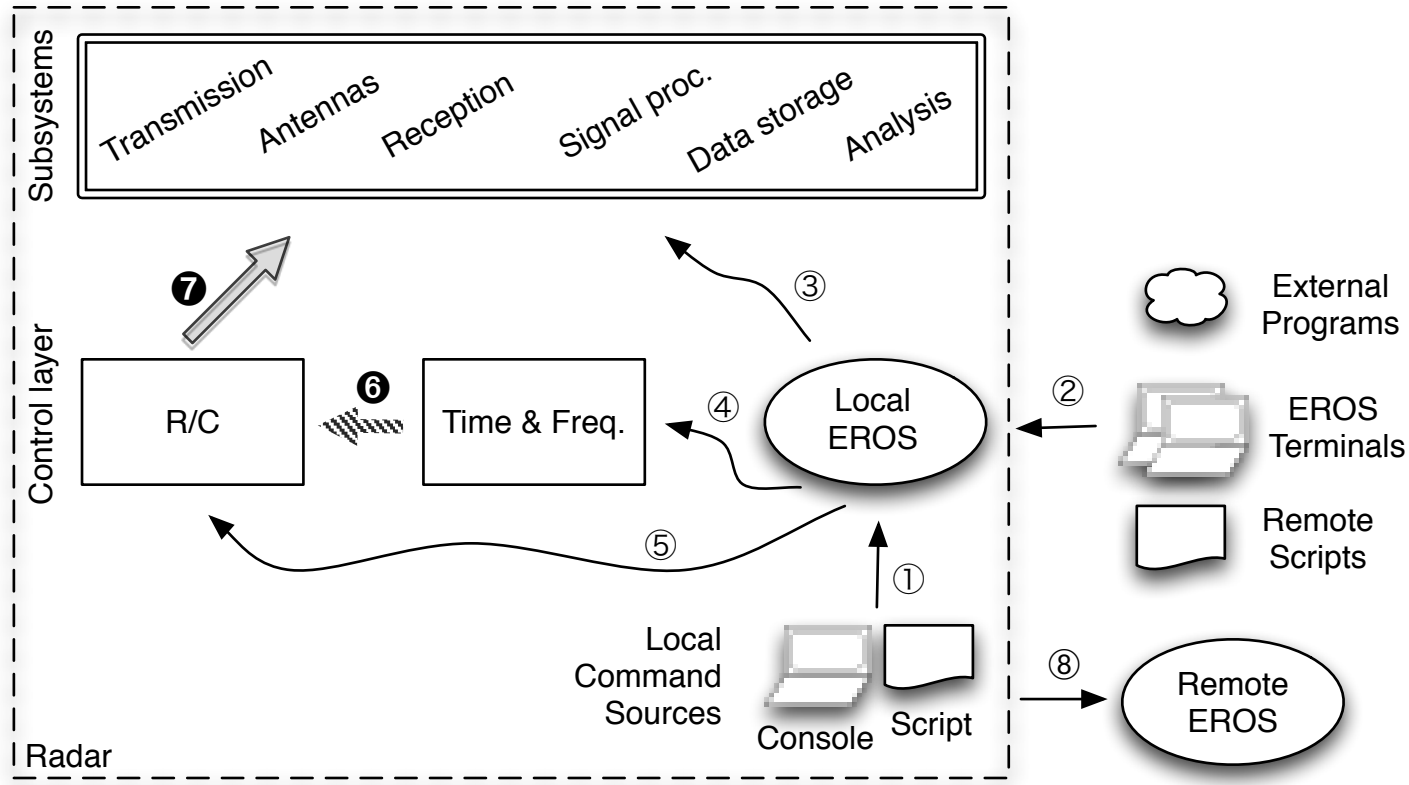 Subsystems
Transmission
Antennas
Reception
Signal proc.
Data storage
Analysis
❼
③
External
Programs
Control layer
R/C
❻
Time & Freq.
④
Local
EROS
②
EROS
Terminals
⑤
①
Remote
Scripts
Local
Command
Sources
Console
Script
⑧
Remote
EROS
Radar